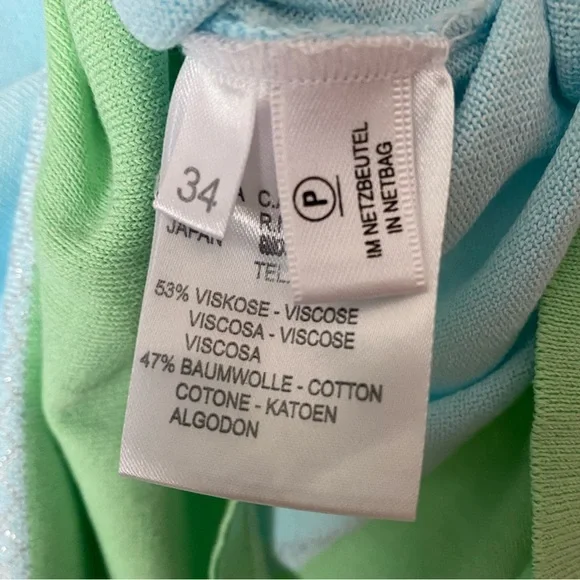 34
P
IM NETZBEUTEL
IN NETBAG
JAPAN
TEL
53% VISKOSE - VISCOSE
VISCOSA - VISCOSE
VISCOSA
47% BAUMWOLLE - COTTON
COTONE - KATOEN
ALGODON